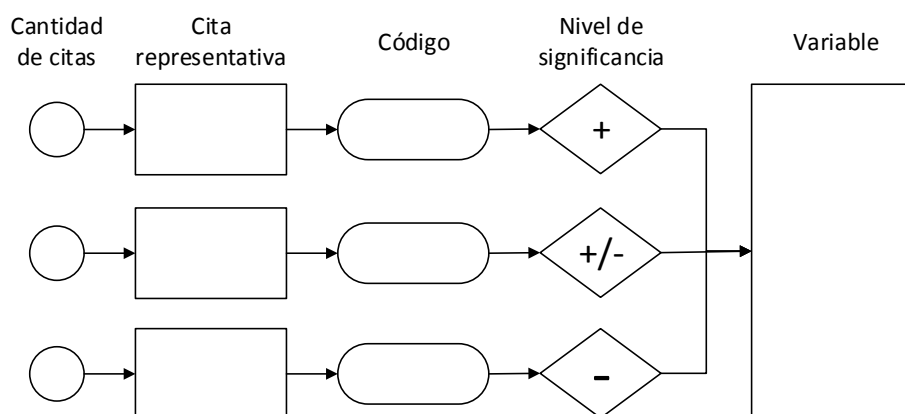 Cantidad
de citas
Cita
representativa
Código
Nivel de
significancia
Variable
+
+/-
-